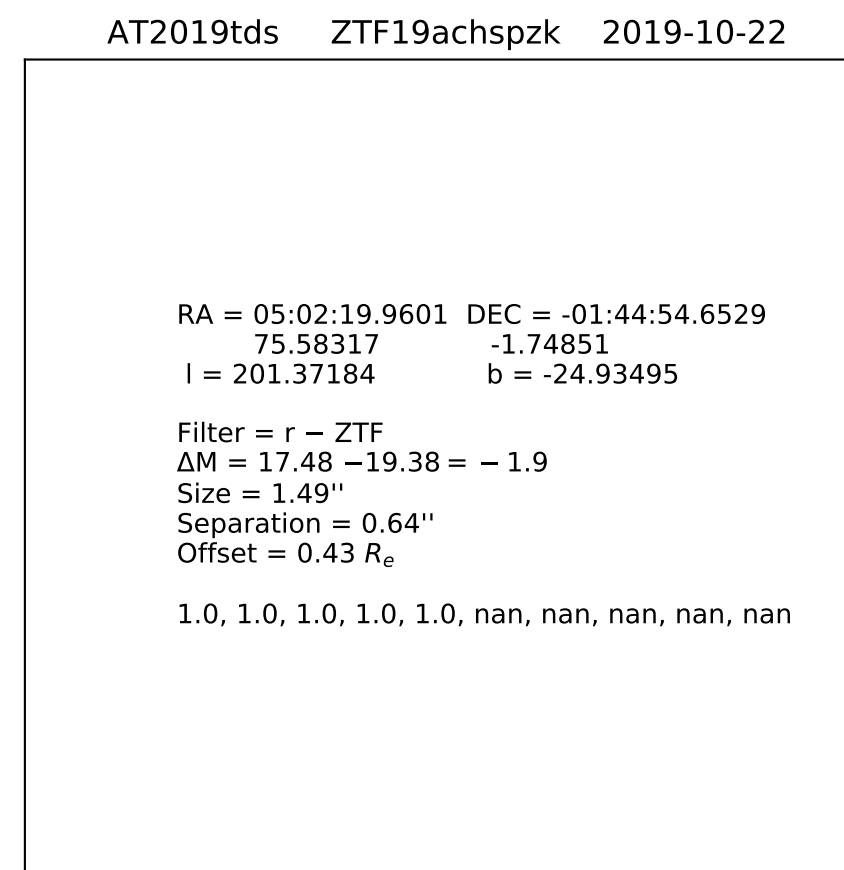 AT2019tds ZTF19achspzk 2019-10-22
RA = 05:02:19.9601 DEC = -01:44:54.6529
75.58317 -1.74851
l = 201.37184 b = -24.93495
Filter = r − ZTF
ΔM = 17.48 −19.38 = − 1.9
Size = 1.49''
Separation = 0.64''
Offset = 0.43 Rₑ
1.0, 1.0, 1.0, 1.0, 1.0, nan, nan, nan, nan, nan